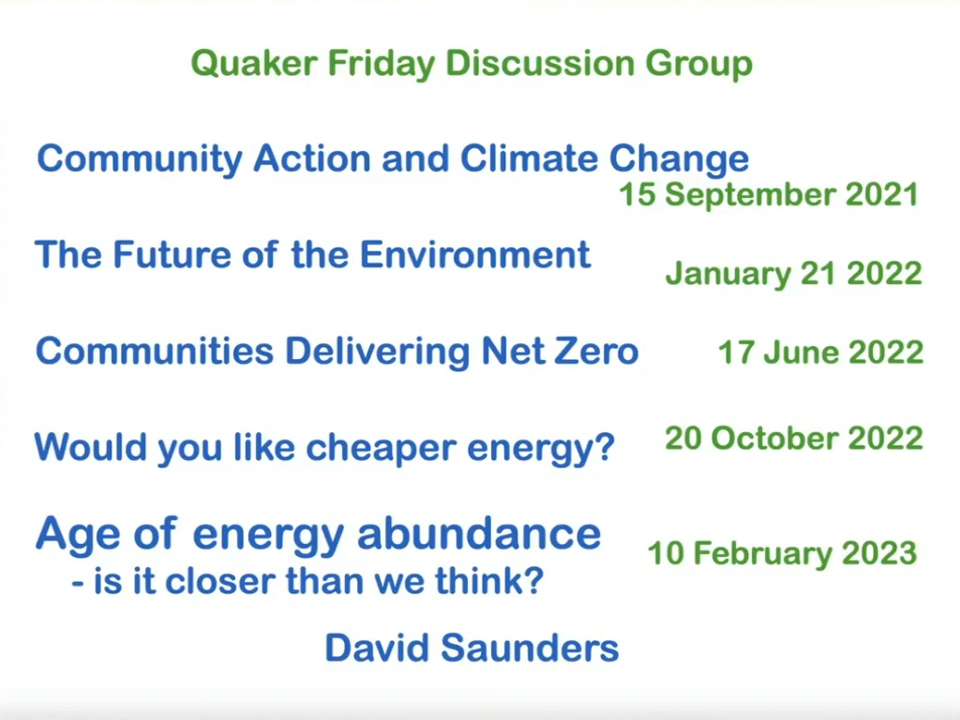 Quaker Friday Discussion Group
Community Action and Climate Change
15 September 2021
The Future of the Environment
January 21 2022
Communities Delivering Net Zero
17 June 2022
Would you like cheaper energy?
20 October 2022
Age of energy abundance
10 February 2023
- is it closer than we think?
David Saunders